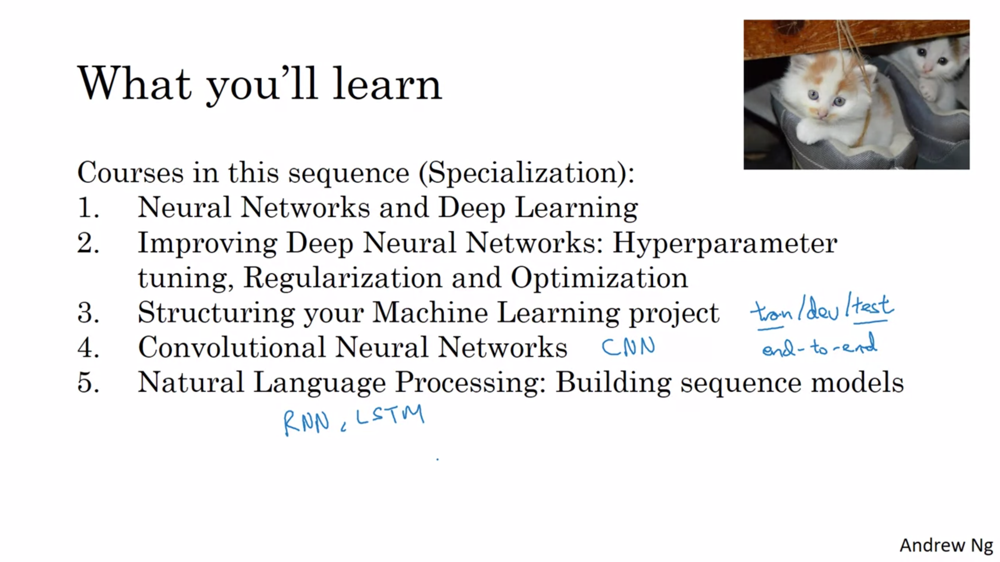 What you’ll learn
Courses in this sequence (Specialization):
1. Neural Networks and Deep Learning
2. Improving Deep Neural Networks: Hyperparameter
tuning, Regularization and Optimization
3. Structuring your Machine Learning project train/dev/test
4. Convolutional Neural Networks CNN end-to-end
5. Natural Language Processing: Building sequence models
RNN, LSTM
Andrew Ng